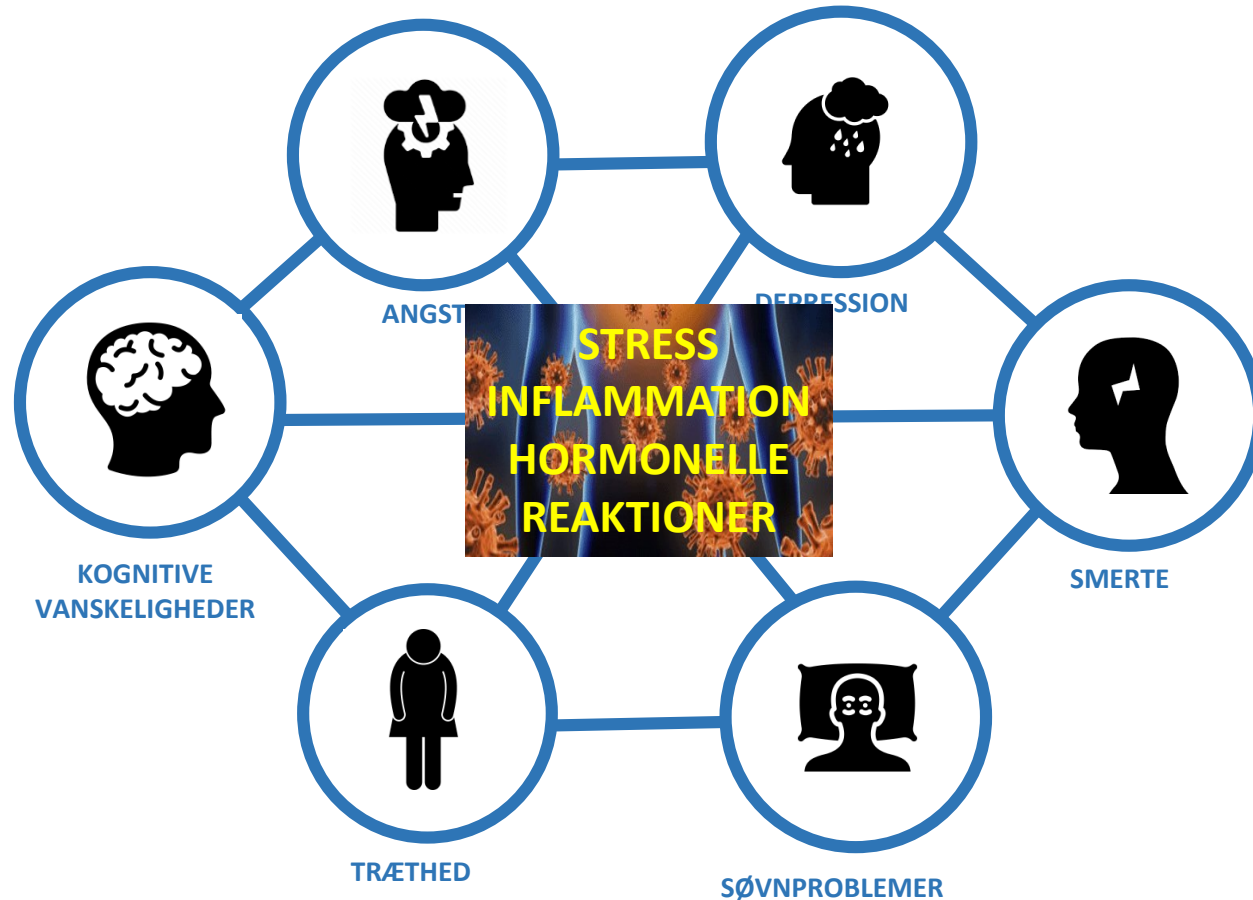 ANGST
DEPRESSION
STRESS
INFLAMMATION
HORMONELLE
REAKTIONER
KOGNITIVE
VANSKELIGHEDER
SMERTE
TRÆTHED
SØVNPROBLEMER